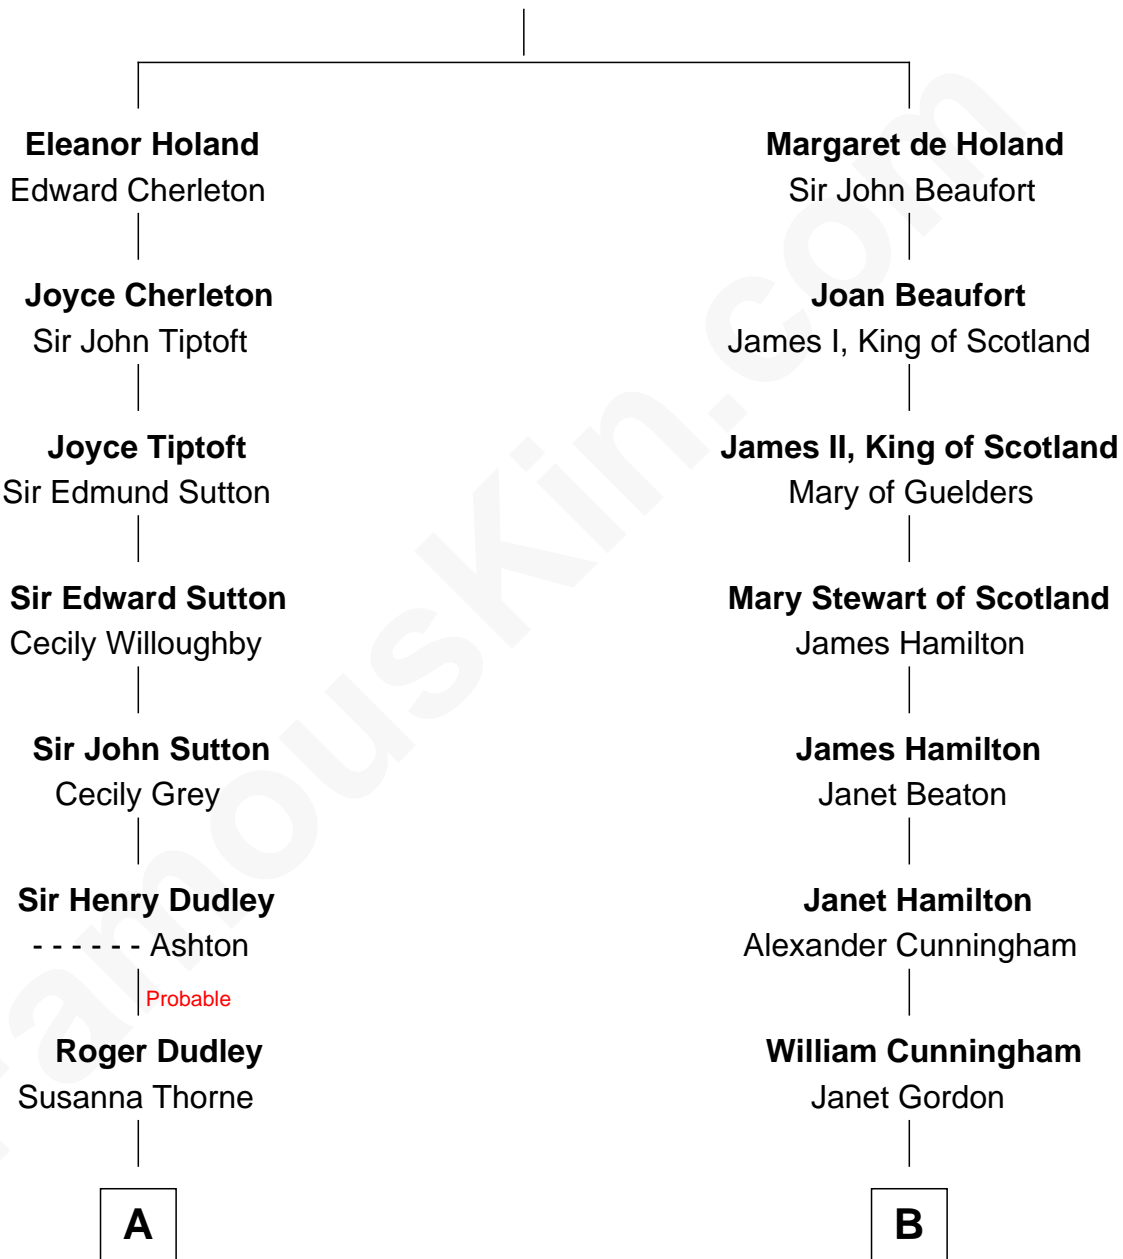 Eleanor Holand
Edward Cherleton
Joyce Cherleton
Sir John Tiptoft
Joyce Tiptoft
Sir Edmund Sutton
Sir Edward Sutton
Cecily Willoughby
Sir John Sutton
Cecily Grey
Sir Henry Dudley
- - - - - - Ashton
Probable
Roger Dudley
Susanna Thorne
A
Margaret de Holand
Sir John Beaufort
Joan Beaufort
James I, King of Scotland
James II, King of Scotland
Mary of Guelders
Mary Stewart of Scotland
James Hamilton
James Hamilton
Janet Beaton
Janet Hamilton
Alexander Cunningham
William Cunningham
Janet Gordon
B
FamousKin.com